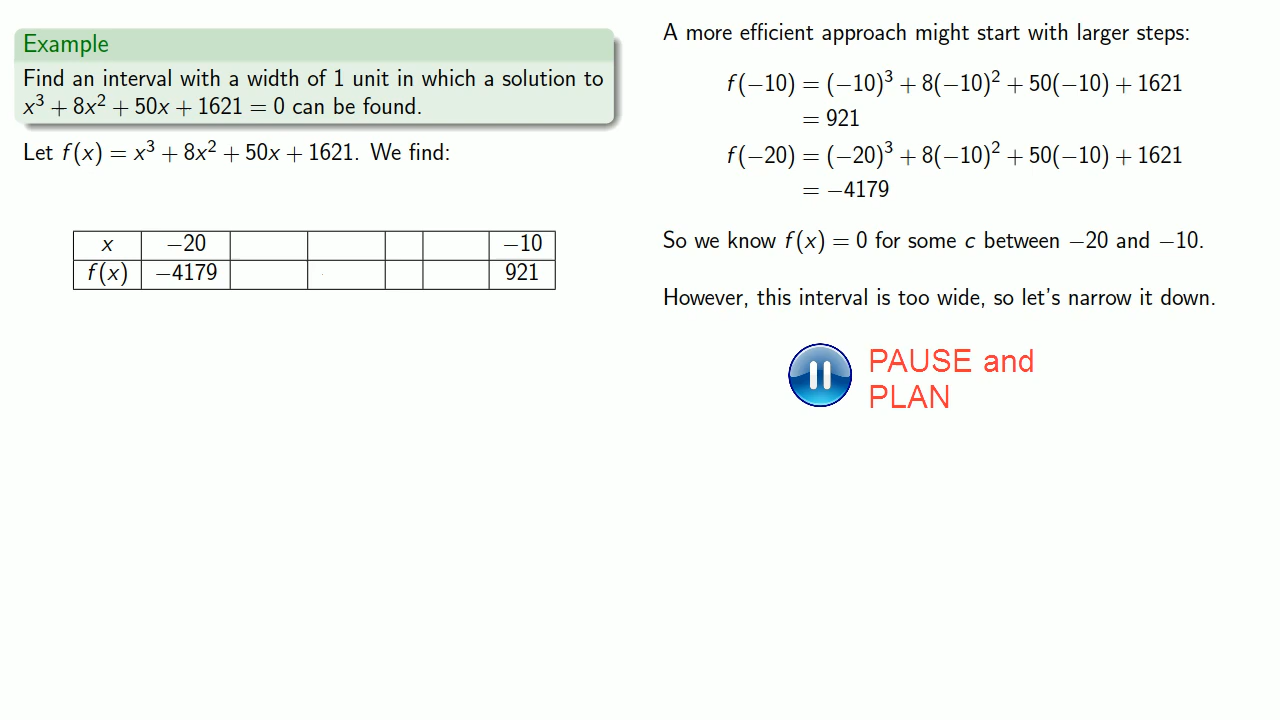 Example
Find an interval with a width of 1 unit in which a solution to
x³ + 8x² + 50x + 1621 = 0 can be found.
Let f(x) = x³ + 8x² + 50x + 1621. We find:
x −20 −10
f(x) −4179 921
A more efficient approach might start with larger steps:
f(−10) = (−10)³ + 8(−10)² + 50(−10) + 1621
= 921
f(−20) = (−20)³ + 8(−10)² + 50(−10) + 1621
= −4179
So we know f(x) = 0 for some c between −20 and −10.
However, this interval is too wide, so let's narrow it down.
PAUSE and
PLAN